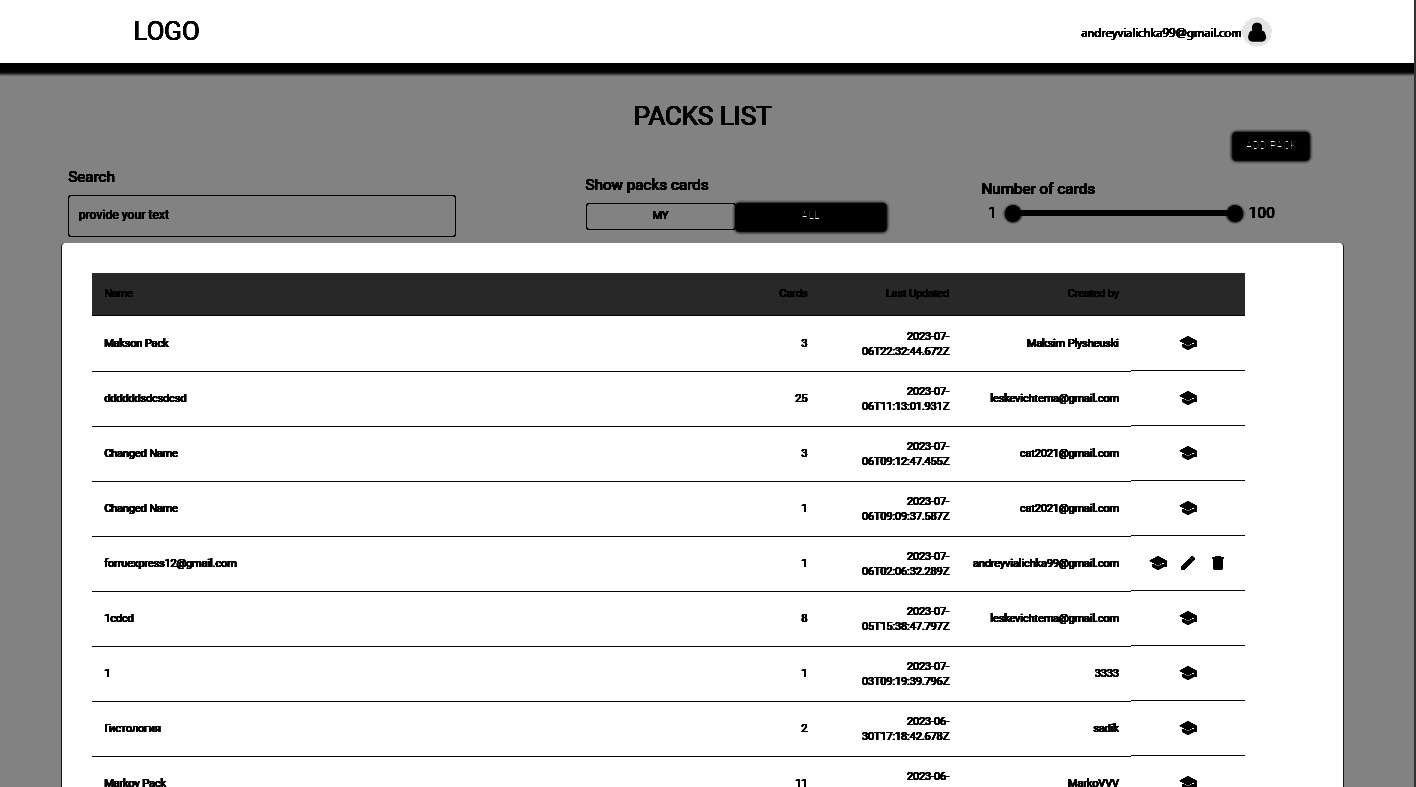 LOGO
andreyvialichka99@gmail.com
PACKS LIST
ADD PACK
Search
provide your text
Show packs cards
MY ALL
Number of cards
1 100
Name Cards Last Updated Created by
Makson Pack 3 2023-07-
06T22:32:44.672Z Maksim Plysheuski
dddddddsdcsdcsd 25 2023-07-
06T11:13:01.931Z leskevichtema@gmail.com
Changed Name 3 2023-07-
06T09:12:47.455Z cat2021@gmail.com
Changed Name 1 2023-07-
06T09:09:37.587Z cat2021@gmail.com
forruexpress12@gmail.com 1 2023-07-
06T02:06:32.289Z andreyvialichka99@gmail.com
1cdcd 8 2023-07-
05T15:38:47.797Z leskevichtema@gmail.com
1 1 2023-07-
03T09:19:39.796Z 3333
Гистология 2 2023-06-
30T17:18:42.678Z sadik
Markov Pack 11 2023-06-
MarkoVVV